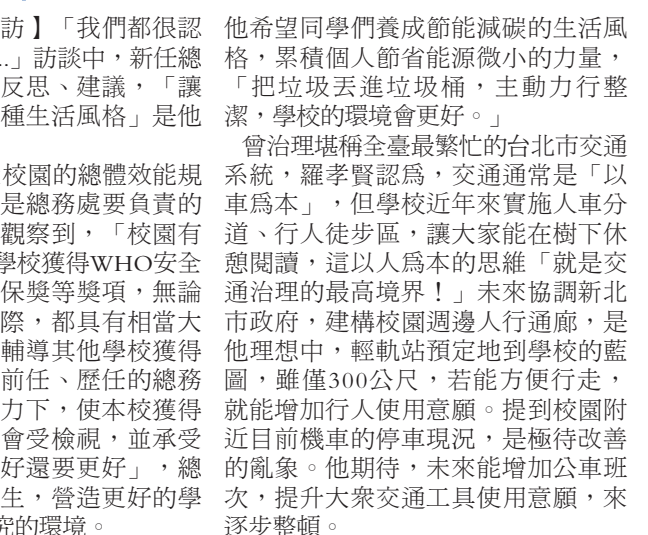 訪】「我們都很認
..」訪談中，新任總
反思、建議，「讓
種生活風格」是他
校園的總體效能規
是總務處要負責的
觀察到，「校園有
學校獲得WHO安全
保獎等獎項，無論
際，都具有相當大
輔導其他學校獲得
前任、歷任的總務
力下，使本校獲得
會受檢視，並承受
好還要更好」，總
生，營造更好的學
究的環境。
他希望同學們養成節能減碳的生活風
格，累積個人節省能源微小的力量，
「把垃圾丟進垃圾桶，主動力行整
潔，學校的環境會更好。」
曾治理堪稱全臺最繁忙的台北市交通
系統，羅孝賢認為，交通通常是「以
車為本」，但學校近年來實施人車分
道、行人徒步區，讓大家能在樹下休
憩閱讀，這以人為本的思維「就是交
通治理的最高境界！」未來協調新北
市政府，建構校園週邊人行通廊，是
他理想中，輕軌站預定地到學校的藍
圖，雖僅300公尺，若能方便行走，
就能增加行人使用意願。提到校園附
近目前機車的停車現況，是極待改善
的亂象。他期待，未來能增加公車班
次，提升大眾交通工具使用意願，來
逐步整頓。